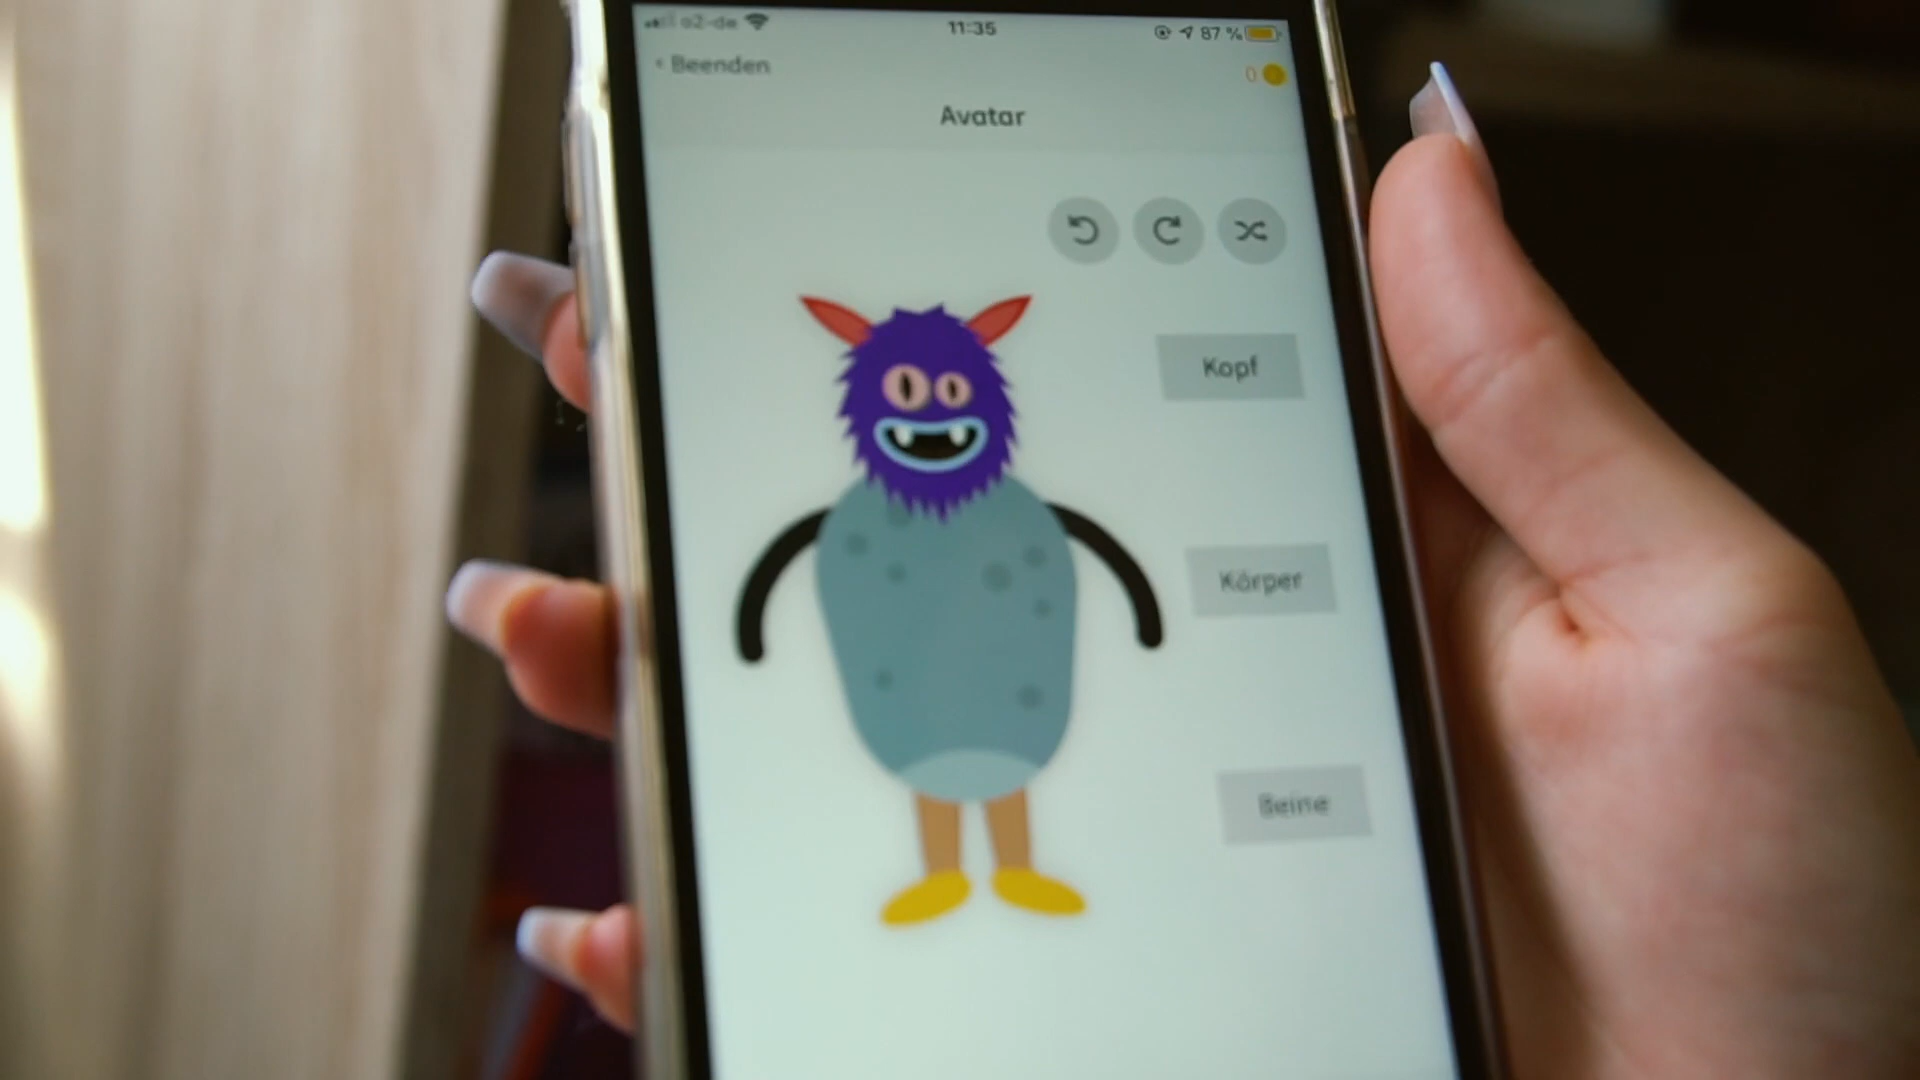 o2-de 11:35 87 %
‹ Beenden 0
Avatar
Kopf
Körper
Beine